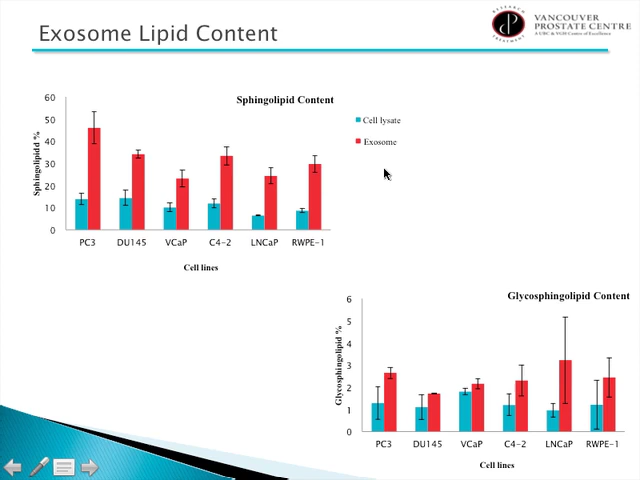 Exosome Lipid Content
VANCOUVER
PROSTATE CENTRE
A UBC & VGH Centre of Excellence
Sphingolipid Content
Sphingolipidd %
60
50
40
30
20
10
0
PC3 DU145 VCaP C4-2 LNCaP RWPE-1
Cell lines
Cell lysate
Exosome
Glycosphingolipid Content
Glycosphingolipid %
6
5
4
3
2
1
0
PC3 DU145 VCaP C4-2 LNCaP RWPE-1
Cell lines